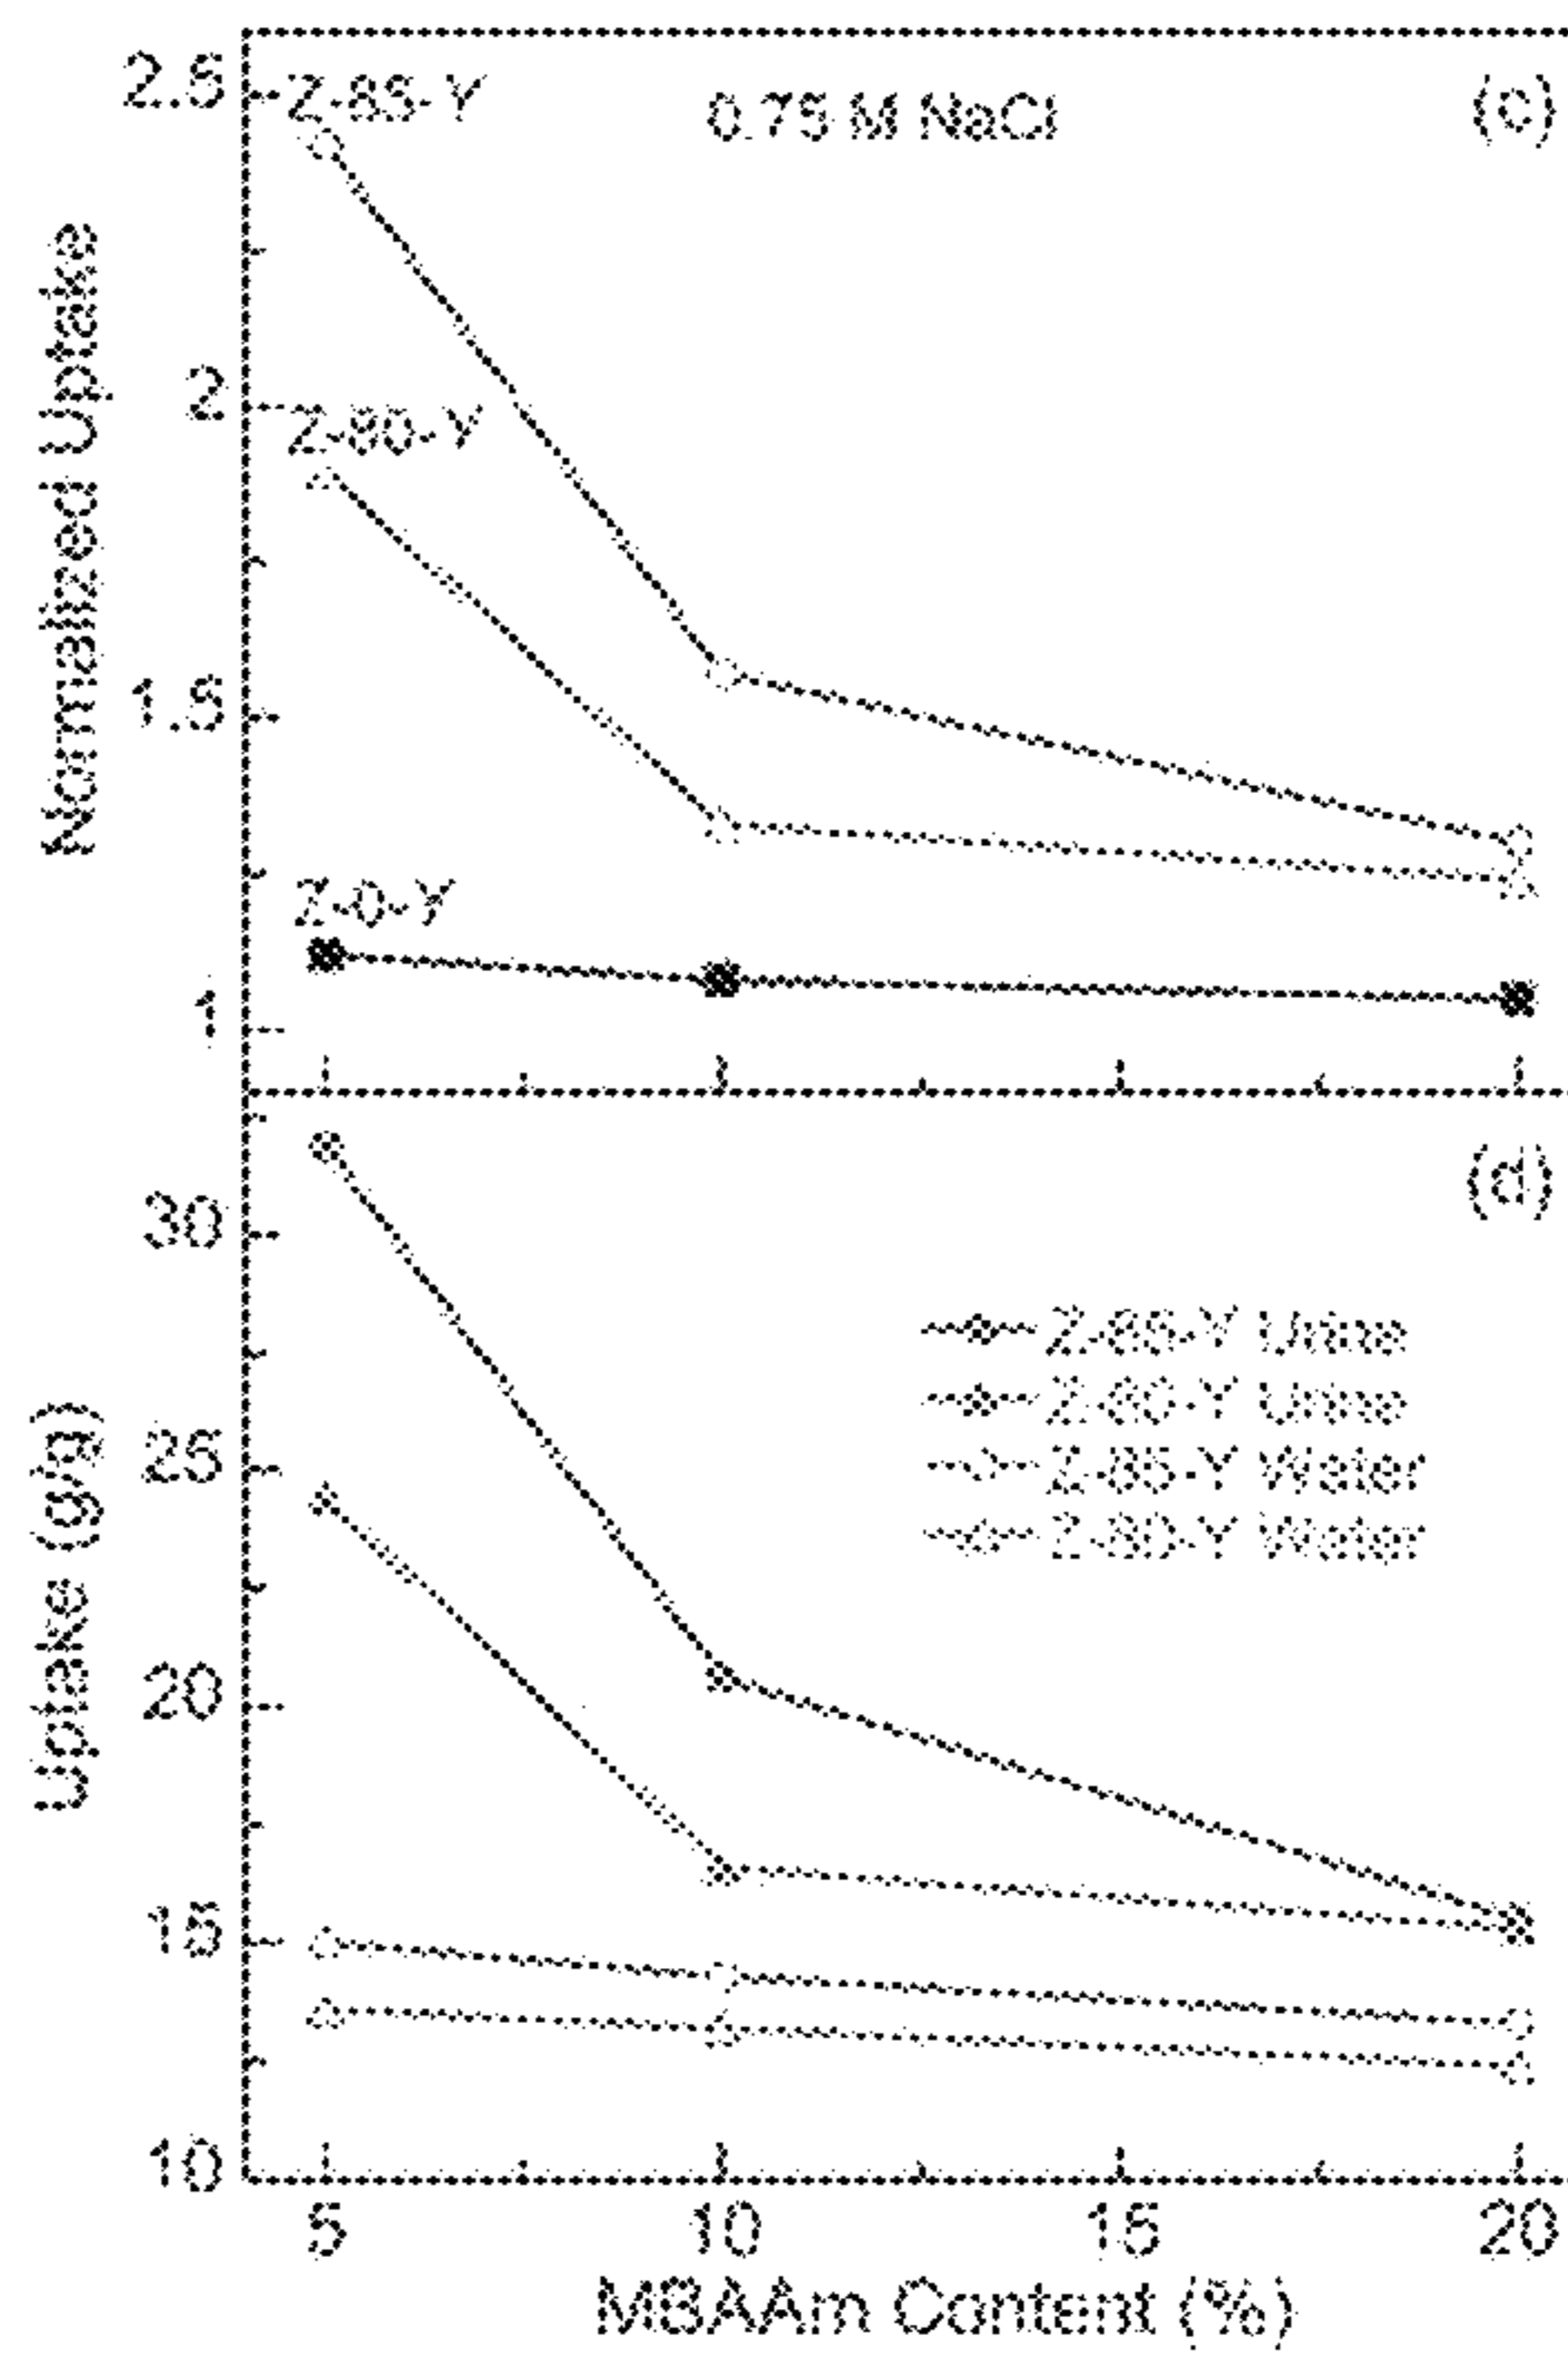 2.5
Z-85-Y
0.75 M NaCl
(c)
2
Z-80-Y
1.5
Z-0-Y
1
Normalized Uptake
(d)
30
Z-85-Y Urine
Z-80-Y Urine
25
Z-85-Y Water
Z-80-Y Water
20
15
10
Uptake (g/g)
5 10 15 20
MBAAm Content (%)